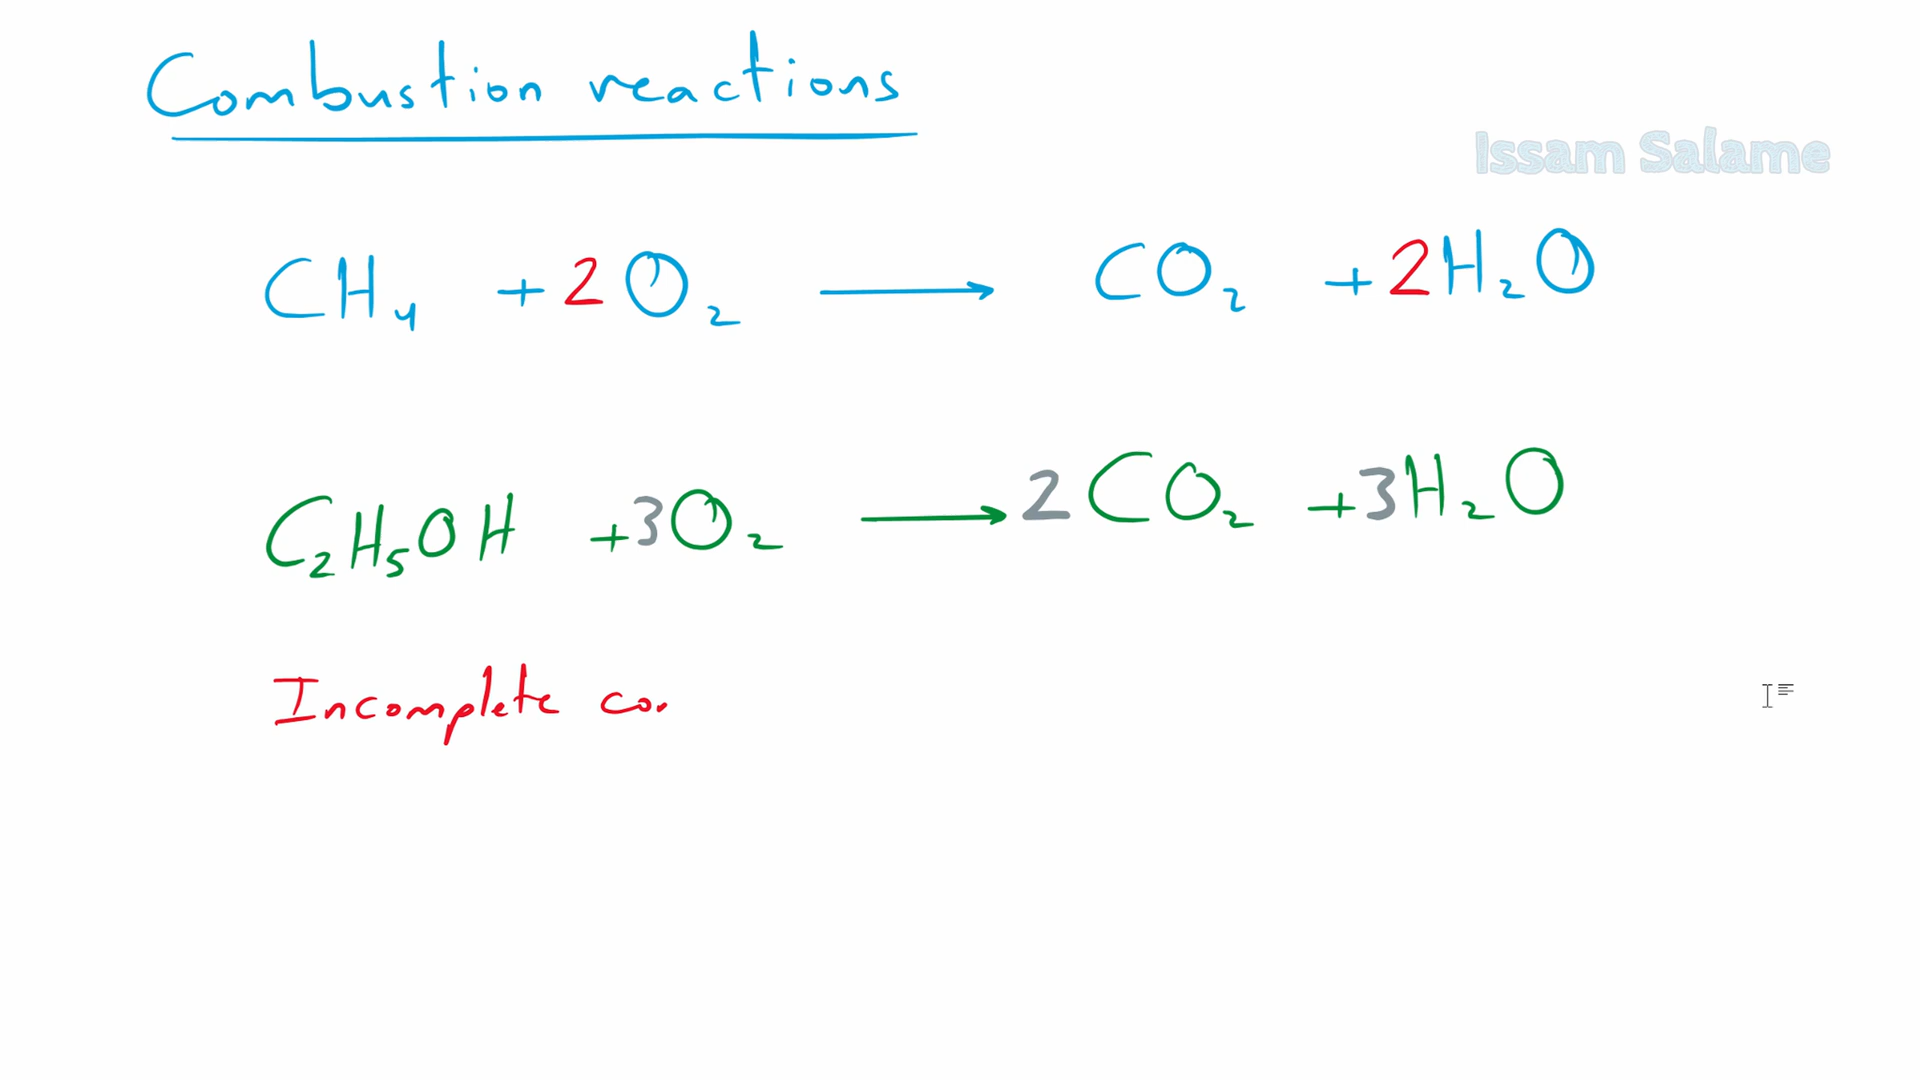 Combustion reactions
Issam Salame
CH₄ + 2O₂ ⟶ CO₂ + 2H₂O
C₂H₅OH + 3O₂ ⟶ 2CO₂ + 3H₂O
Incomplete co